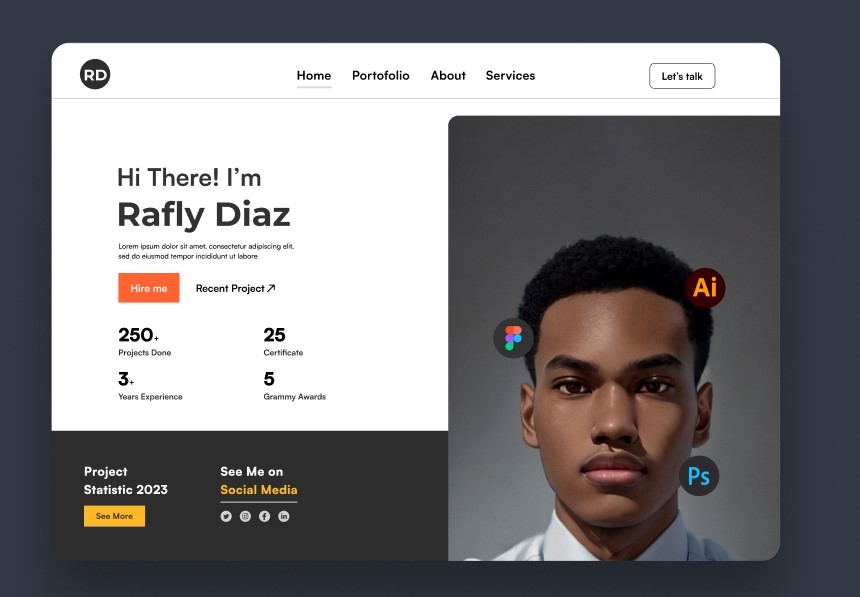 RD
Home Portofolio About Services
Let's talk
Hi There! I'm
Rafly Diaz
Lorem ipsum dolor sit amet, consectetur adipiscing elit,
sed do eiusmod tempor incididunt ut labore
Hire me
Recent Project
250+
Projects Done
25
Certificate
3+
Years Experience
5
Grammy Awards
Ai
Ps
Project
Statistic 2023
See More
See Me on
Social Media